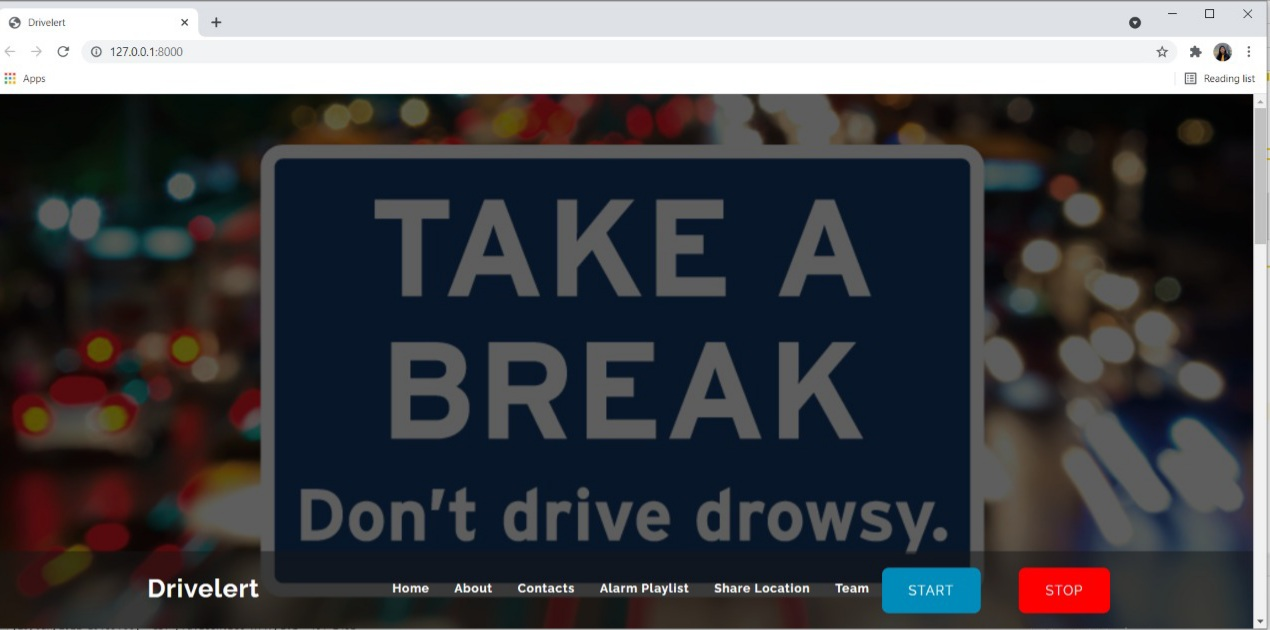 Drivelert
127.0.0.1:8000
Apps
Reading list
TAKE A
BREAK
Don't drive drowsy.
Drivelert Home About Contacts Alarm Playlist Share Location Team START STOP